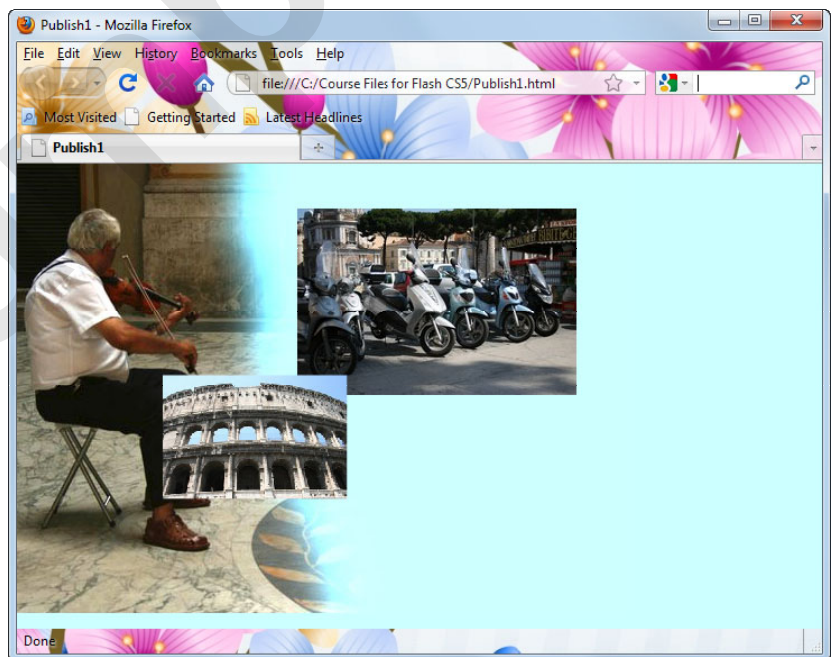 Publish1 - Mozilla Firefox
File Edit View History Bookmarks Tools Help
file:///C:/Course Files for Flash CS5/Publish1.html
Most Visited Getting Started Latest Headlines
Publish1
Done